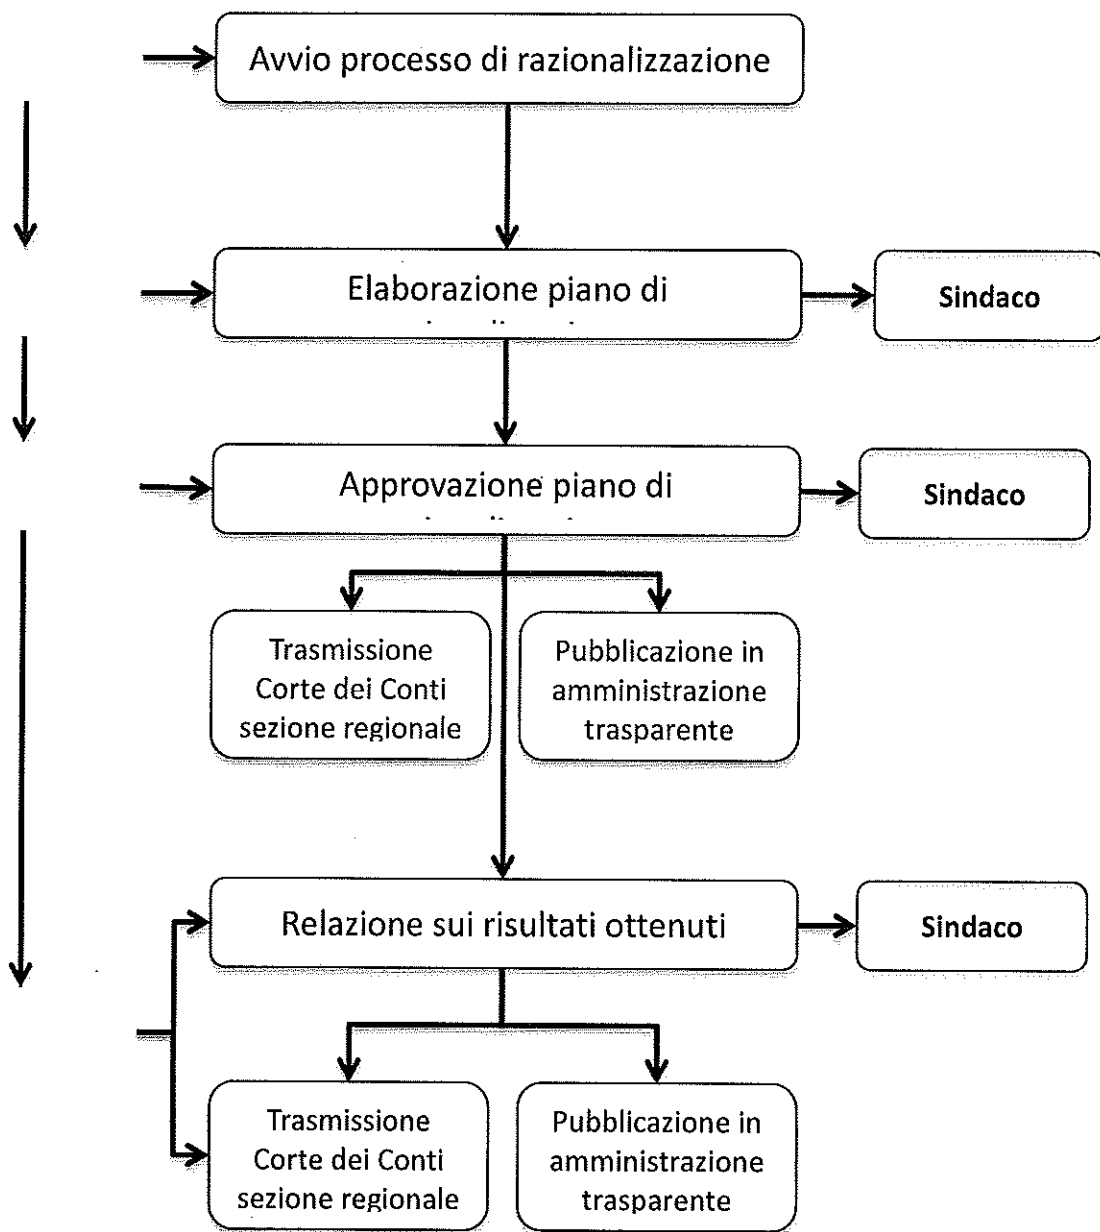 Avvio processo di razionalizzazione
Elaborazione piano di
Sindaco
Approvazione piano di
Sindaco
Trasmissione
Corte dei Conti
sezione regionale
Pubblicazione in
amministrazione
trasparente
Relazione sui risultati ottenuti
Sindaco
Trasmissione
Corte dei Conti
sezione regionale
Pubblicazione in
amministrazione
trasparente